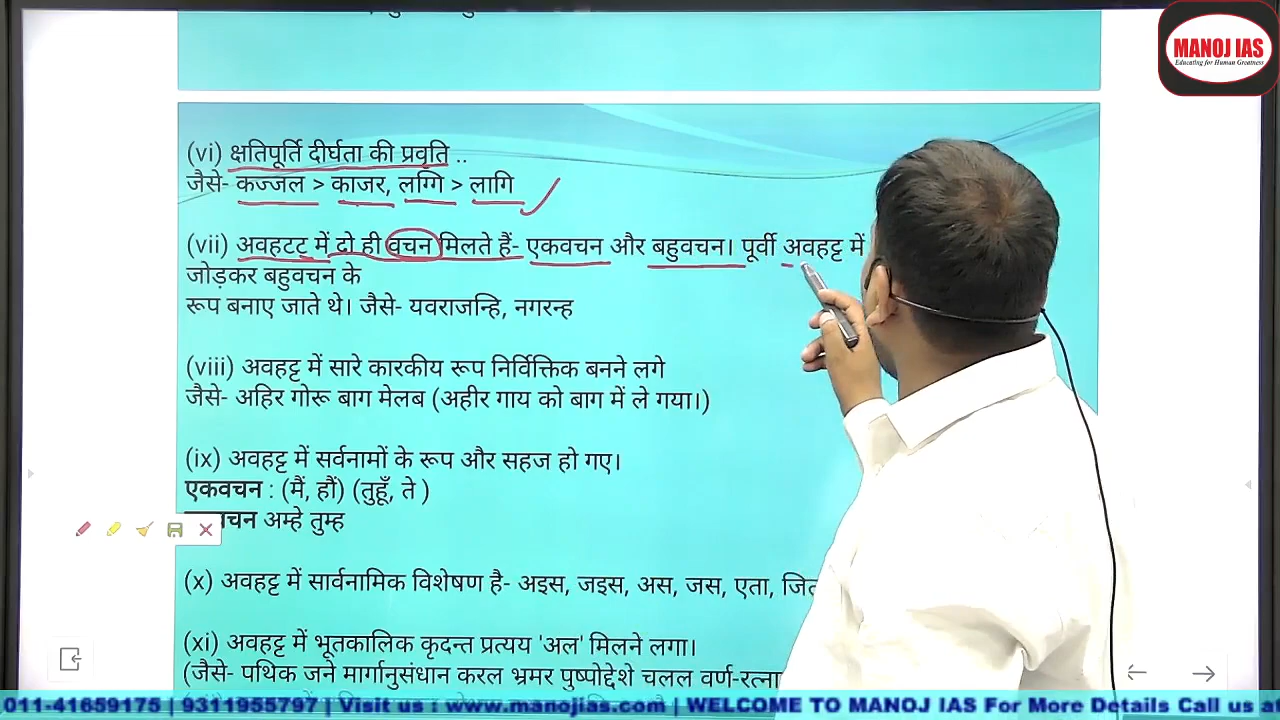 MANOJ IAS
Educating for Human Greatness
(vi) क्षतिपूर्ति दीर्घता की प्रवृति ..
जैसे- कज्जल > काजर, लग्गि > लागि
(vii) अवहटट में दो ही वचन मिलते हैं- एकवचन और बहुवचन। पूर्वी अवहट्ट में
जोड़कर बहुवचन के
रूप बनाए जाते थे। जैसे- यवराजन्हि, नगरन्ह
(viii) अवहट्ट में सारे कारकीय रूप निर्विक्तिक बनने लगे
जैसे- अहिर गोरू बाग मेलब (अहीर गाय को बाग में ले गया।)
(ix) अवहट्ट में सर्वनामों के रूप और सहज हो गए।
एकवचन : (मैं, हौं) (तुहूँ, ते )
वचन अम्हे तुम्ह
(x) अवहट्ट में सार्वनामिक विशेषण है- अइस, जइस, अस, जस, एता,
(xi) अवहट्ट में भूतकालिक कृदन्त प्रत्यय 'अल' मिलने लगा।
(जैसे- पथिक जने मार्गानुसंधान करल भ्रमर पुष्पोद्देशे चलल वर्ण-रत्ना
011-41659175 | 9311955797 | Visit us : www.manojias.com | WELCOME TO MANOJ IAS For More Details Call us a